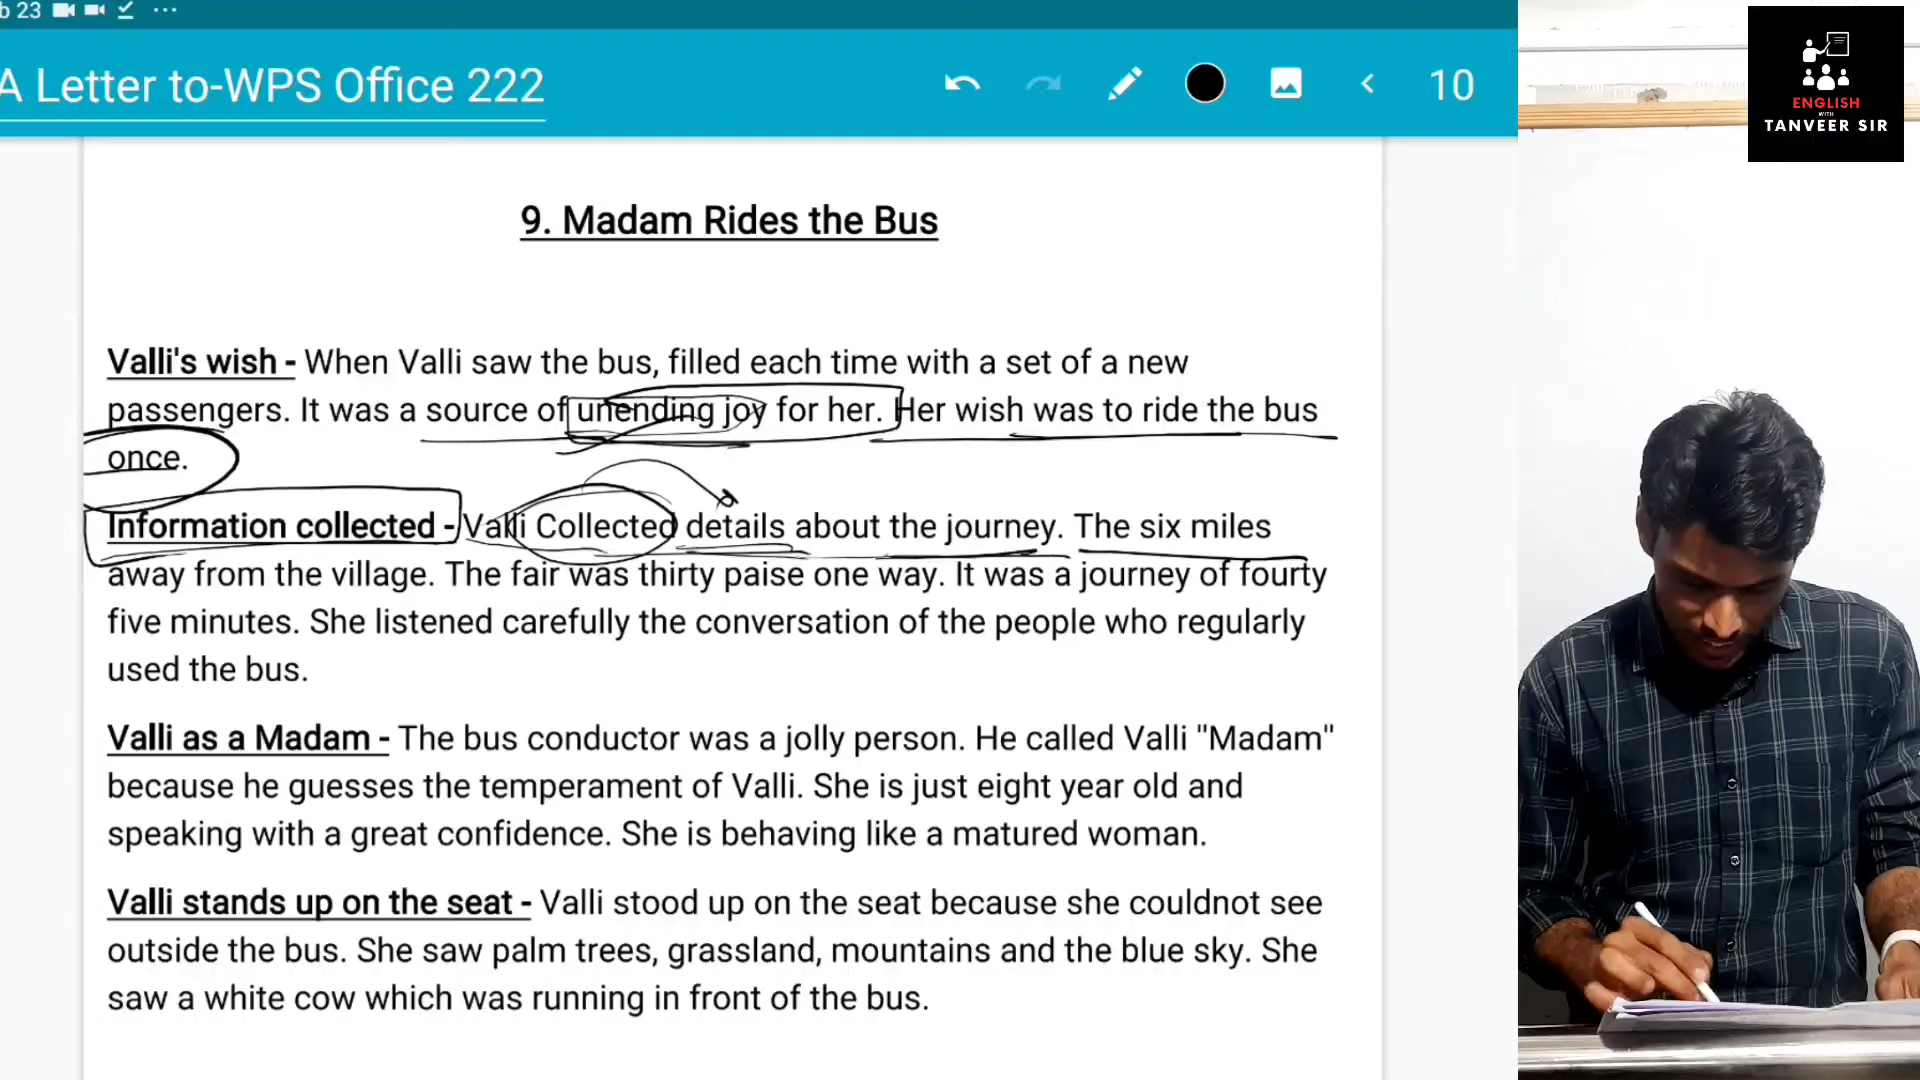 b 23 ...
A Letter to-WPS Office 222
10
ENGLISH
WITH
TANVEER SIR
9. Madam Rides the Bus
Valli's wish - When Valli saw the bus, filled each time with a set of a new
passengers. It was a source of unending joy for her. Her wish was to ride the bus
once.
Information collected - Valli Collected details about the journey. The six miles
away from the village. The fair was thirty paise one way. It was a journey of fourty
five minutes. She listened carefully the conversation of the people who regularly
used the bus.
Valli as a Madam - The bus conductor was a jolly person. He called Valli "Madam"
because he guesses the temperament of Valli. She is just eight year old and
speaking with a great confidence. She is behaving like a matured woman.
Valli stands up on the seat - Valli stood up on the seat because she couldnot see
outside the bus. She saw palm trees, grassland, mountains and the blue sky. She
saw a white cow which was running in front of the bus.